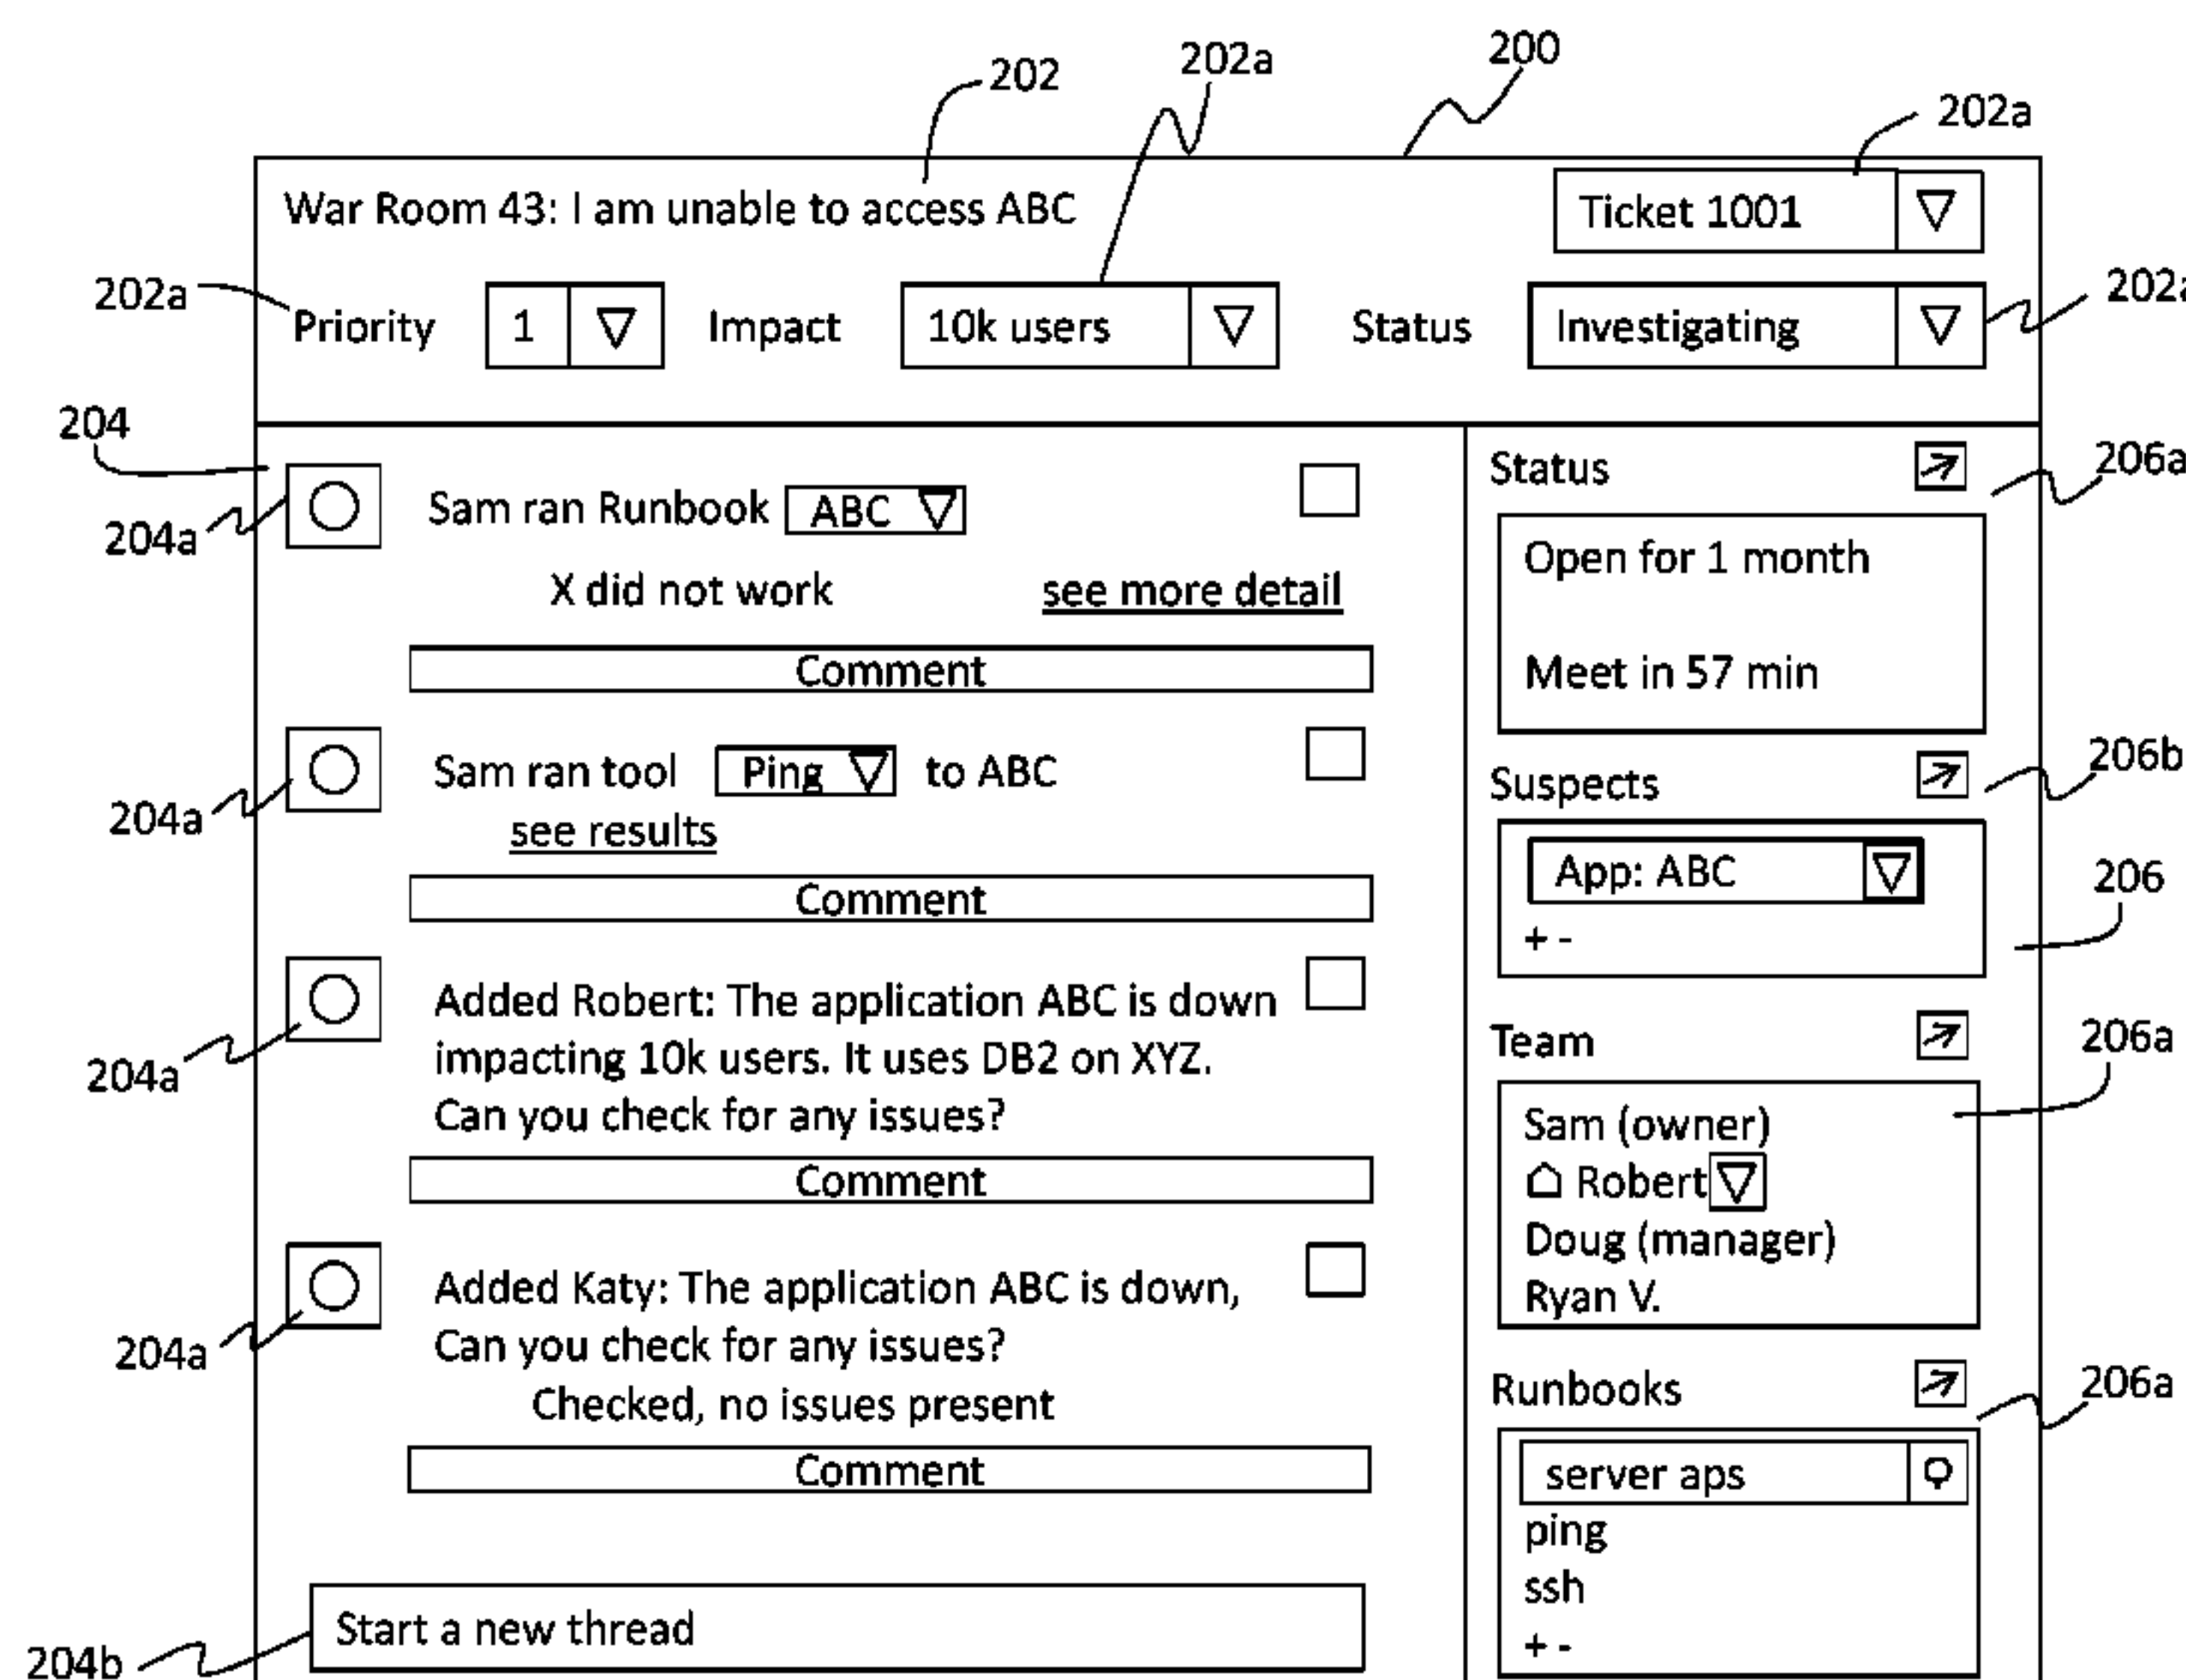 202
202a
200
202a
War Room 43: I am unable to access ABC
Ticket 1001
202a
Priority
1
Impact
10k users
Status
Investigating
202a
204
204a
Sam ran Runbook ABC
X did not work
see more detail
Comment
204a
Sam ran tool Ping to ABC
see results
Comment
204a
Added Robert: The application ABC is down
impacting 10k users. It uses DB2 on XYZ.
Can you check for any issues?
Comment
204a
Added Katy: The application ABC is down,
Can you check for any issues?
Checked, no issues present
Comment
204b
Start a new thread
Status
206a
Open for 1 month
Meet in 57 min
Suspects
206b
App: ABC
+ -
206
Team
206a
Sam (owner)
Robert
Doug (manager)
Ryan V.
Runbooks
206a
server aps
ping
ssh
+ -